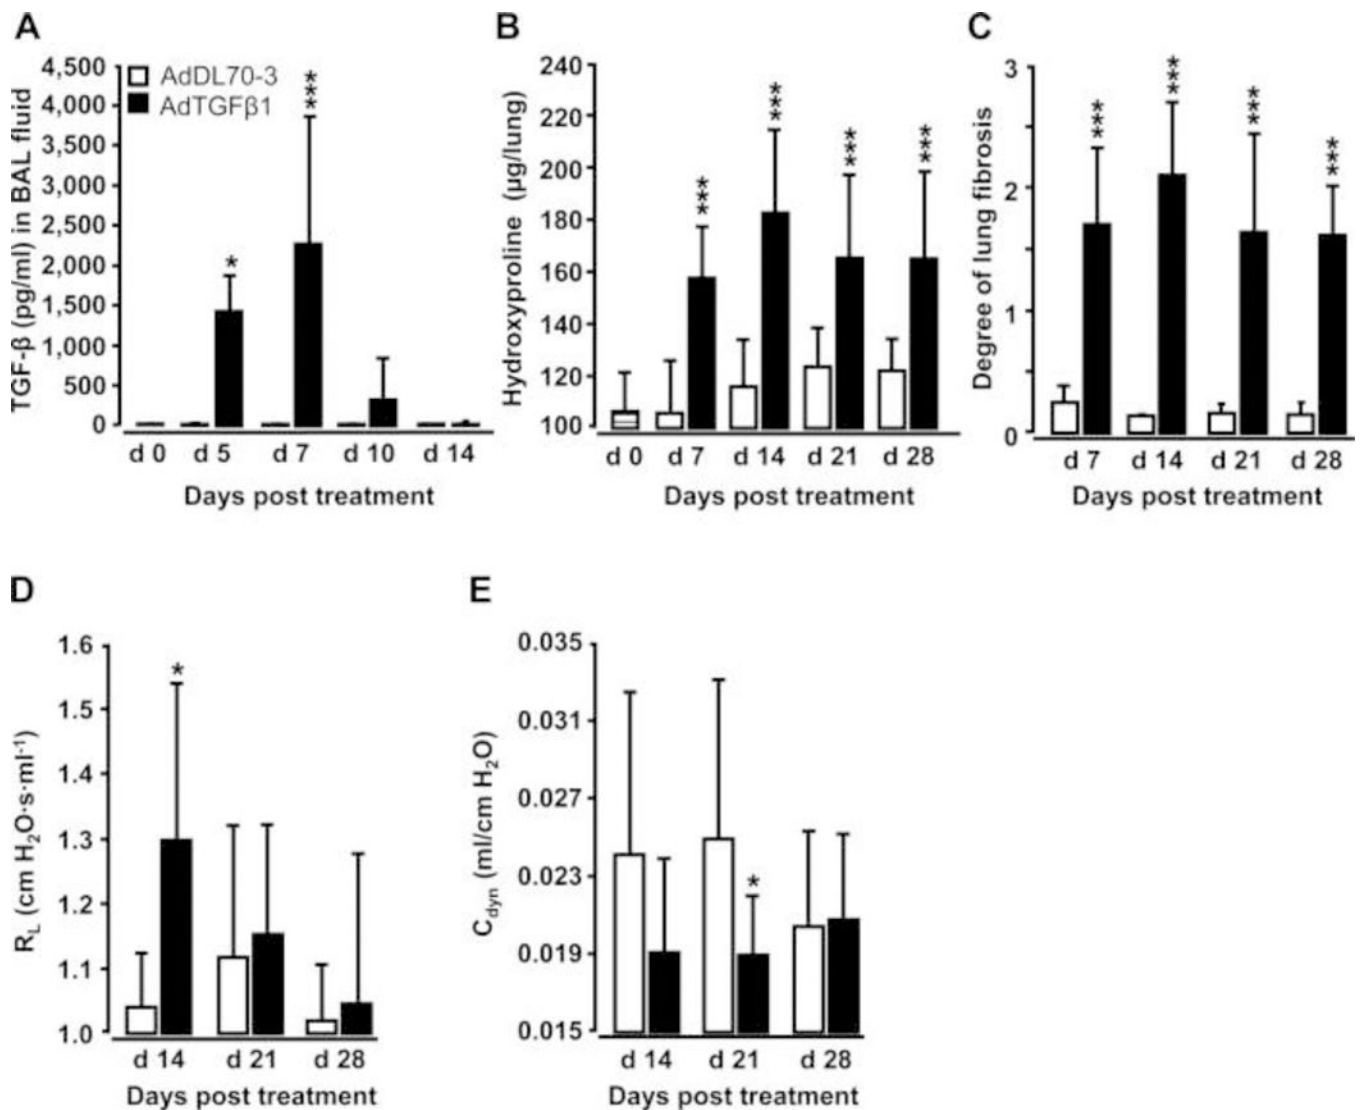 A
TGF-β (pg/ml) in BAL fluid
4,500
4,000
3,500
3,000
2,500
2,000
1,500
1,000
500
0
AdDL70-3
AdTGFβ1
*
***
d 0 d 5 d 7 d 10 d 14
Days post treatment
B
Hydroxyproline (µg/lung)
240
220
200
180
160
140
120
100
***
***
***
***
d 0 d 7 d 14 d 21 d 28
Days post treatment
C
Degree of lung fibrosis
3
2
1
0
***
***
***
***
d 7 d 14 d 21 d 28
Days post treatment
D
R_L (cm H₂O·s·ml⁻¹)
1.6
1.5
1.4
1.3
1.2
1.1
1.0
*
d 14 d 21 d 28
Days post treatment
E
C_dyn (ml/cm H₂O)
0.035
0.031
0.027
0.023
0.019
0.015
*
d 14 d 21 d 28
Days post treatment